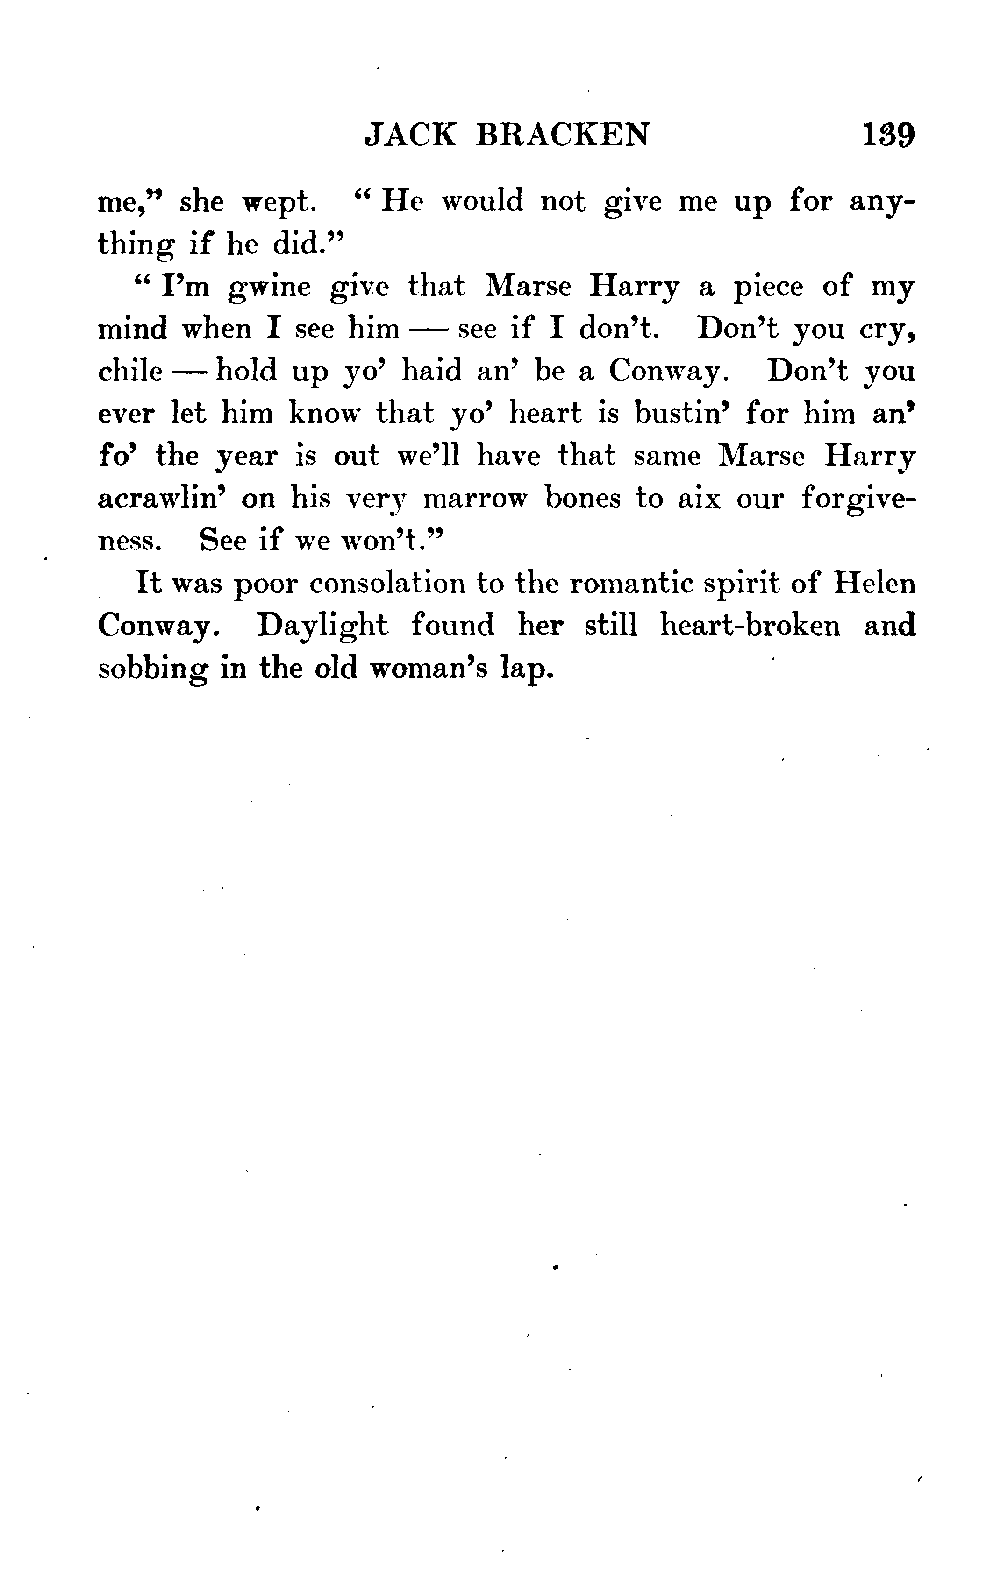 JACK BRACKEN 139
me," she wept. "He would not give me up for any-
thing if he did."
"I'm gwine give that Marse Harry a piece of my
mind when I see him — see if I don't. Don't you cry,
chile — hold up yo' haid an' be a Conway. Don't you
ever let him know that yo' heart is bustin' for him an'
fo' the year is out we'll have that same Marse Harry
acrawlin' on his very marrow bones to aix our forgive-
ness. See if we won't."
It was poor consolation to the romantic spirit of Helen
Conway. Daylight found her still heart-broken and
sobbing in the old woman's lap.